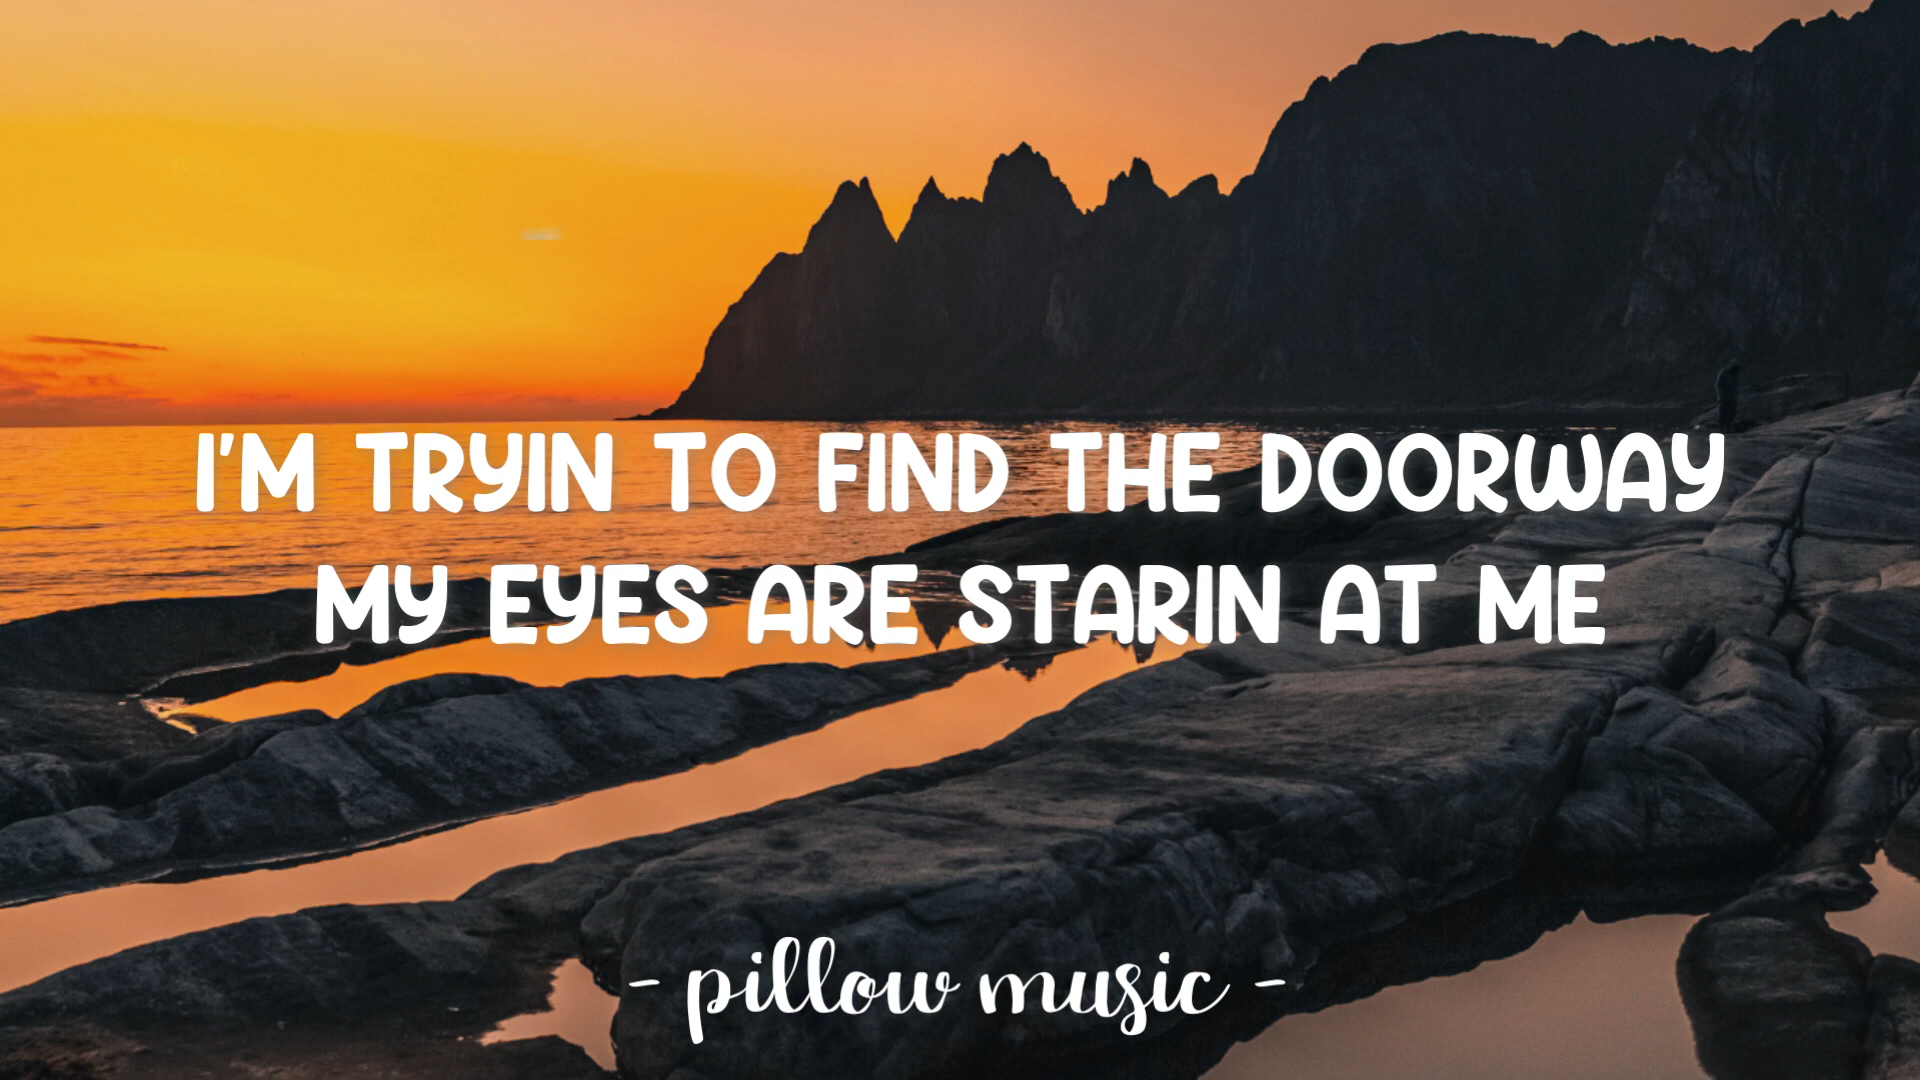 I'M TRYIN TO FIND THE DOORWAY
MY EYES ARE STARIN AT ME
- pillow music -